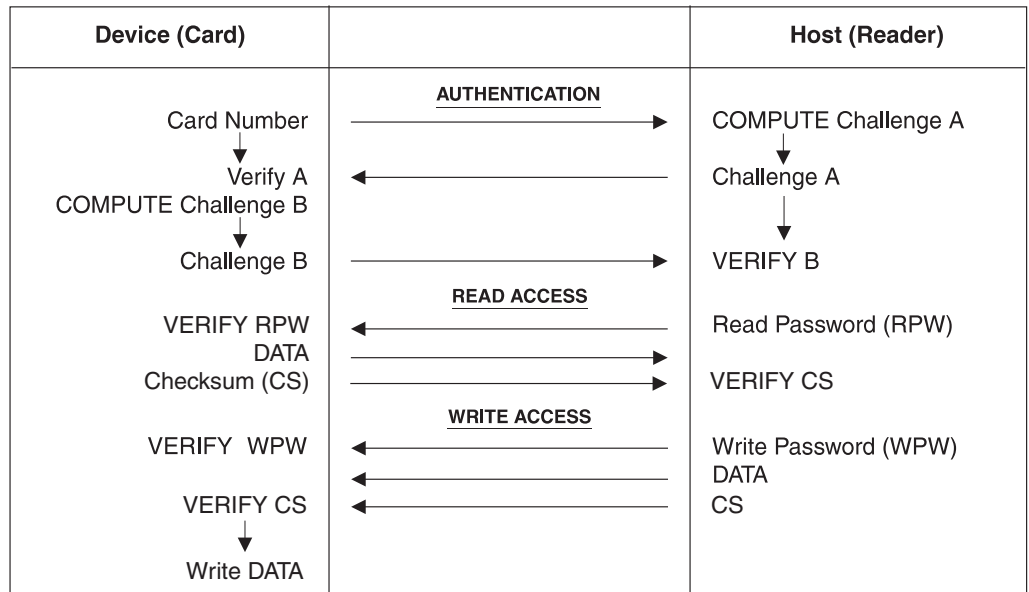 Device (Card) Host (Reader)
AUTHENTICATION
Card Number COMPUTE Challenge A
Verify A Challenge A
COMPUTE Challenge B
Challenge B VERIFY B
READ ACCESS
VERIFY RPW Read Password (RPW)
DATA
Checksum (CS) VERIFY CS
WRITE ACCESS
VERIFY WPW Write Password (WPW)
DATA
VERIFY CS CS
Write DATA